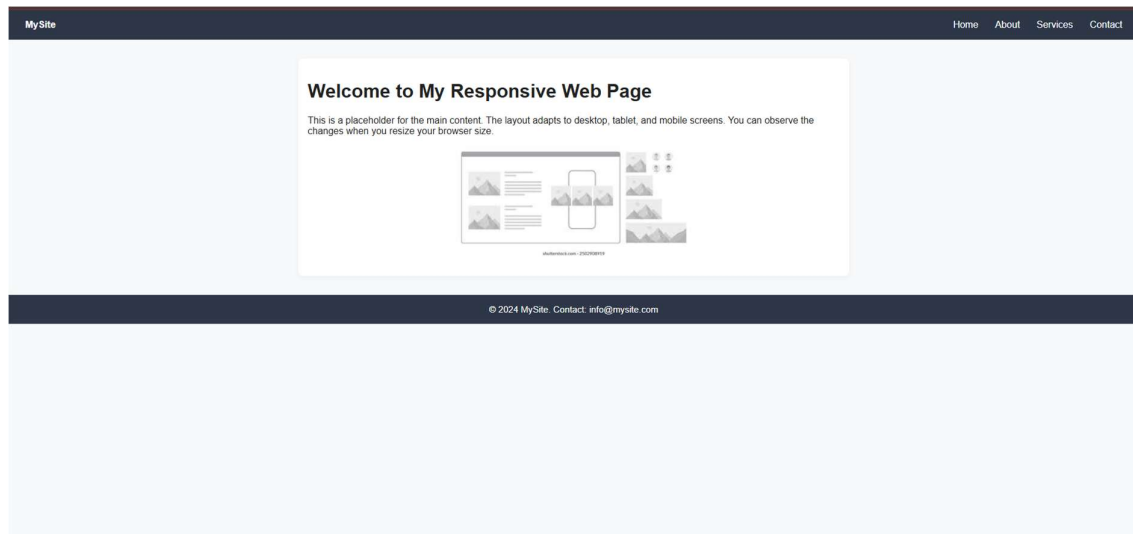 MySite
Home About Services Contact
Welcome to My Responsive Web Page
This is a placeholder for the main content. The layout adapts to desktop, tablet, and mobile screens. You can observe the
changes when you resize your browser size.
© 2024 MySite. Contact: info@mysite.com